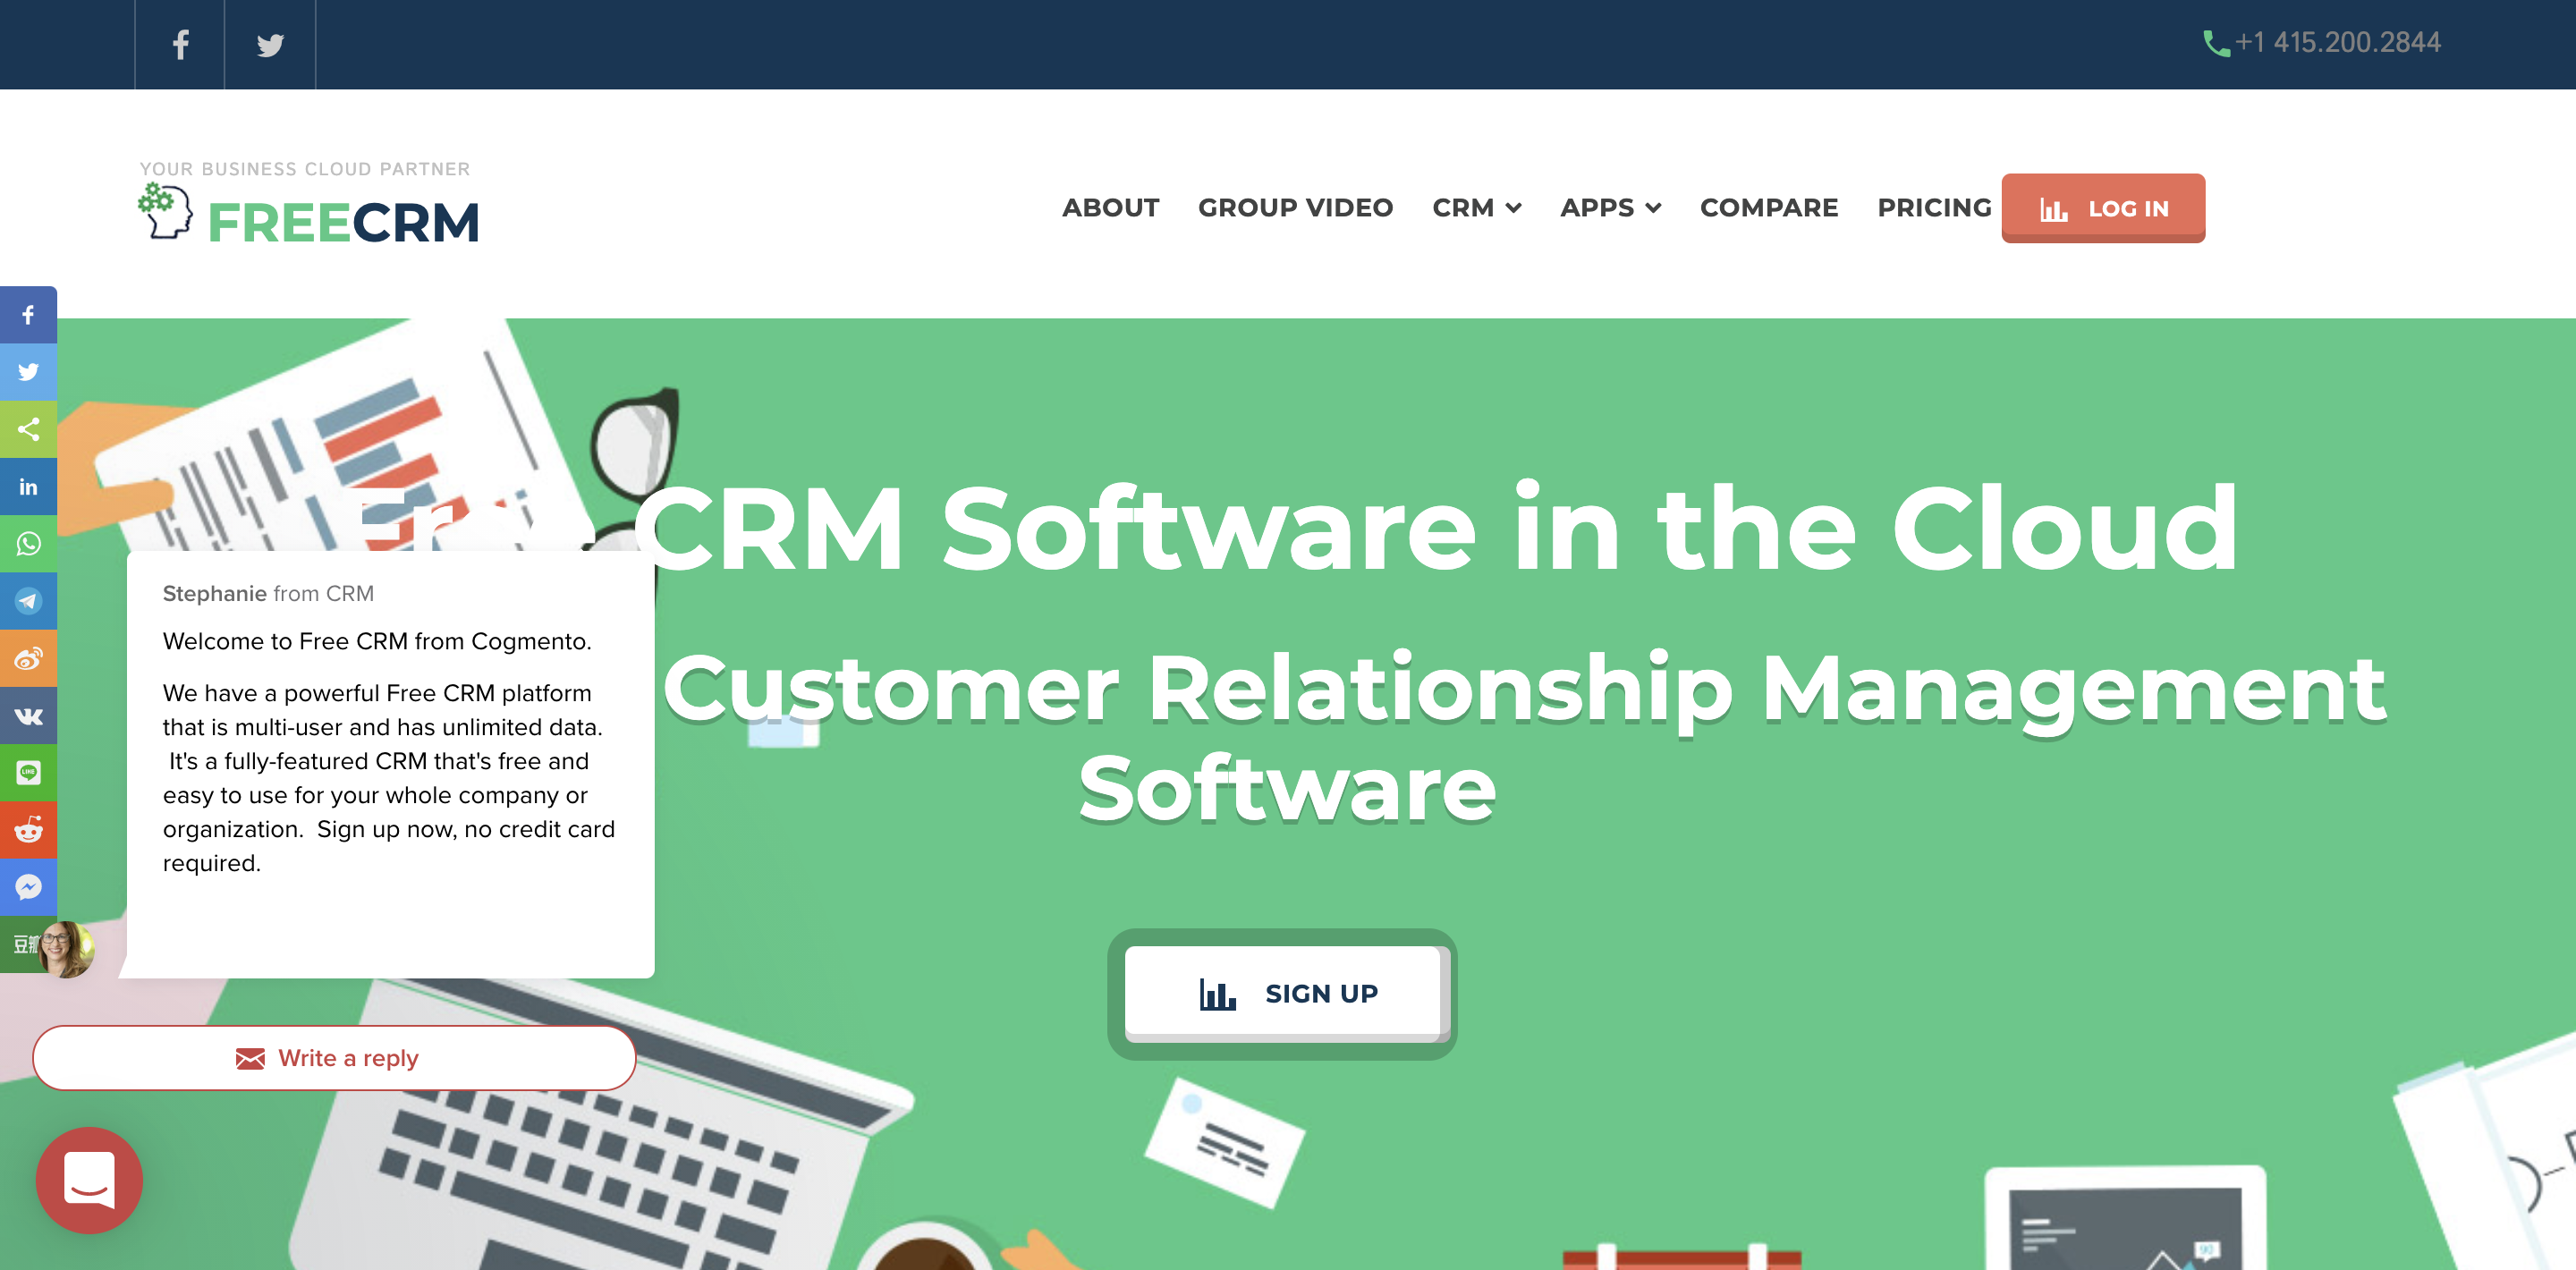 +1 415.200.2844
YOUR BUSINESS CLOUD PARTNER
FREECRM
ABOUT GROUP VIDEO CRM APPS COMPARE PRICING LOG IN
Free CRM Software in the Cloud
Customer Relationship Management
Software
Stephanie from CRM
Welcome to Free CRM from Cogmento.
We have a powerful Free CRM platform
that is multi-user and has unlimited data.
It's a fully-featured CRM that's free and
easy to use for your whole company or
organization.  Sign up now, no credit card
required.
SIGN UP
Write a reply
in
LINE